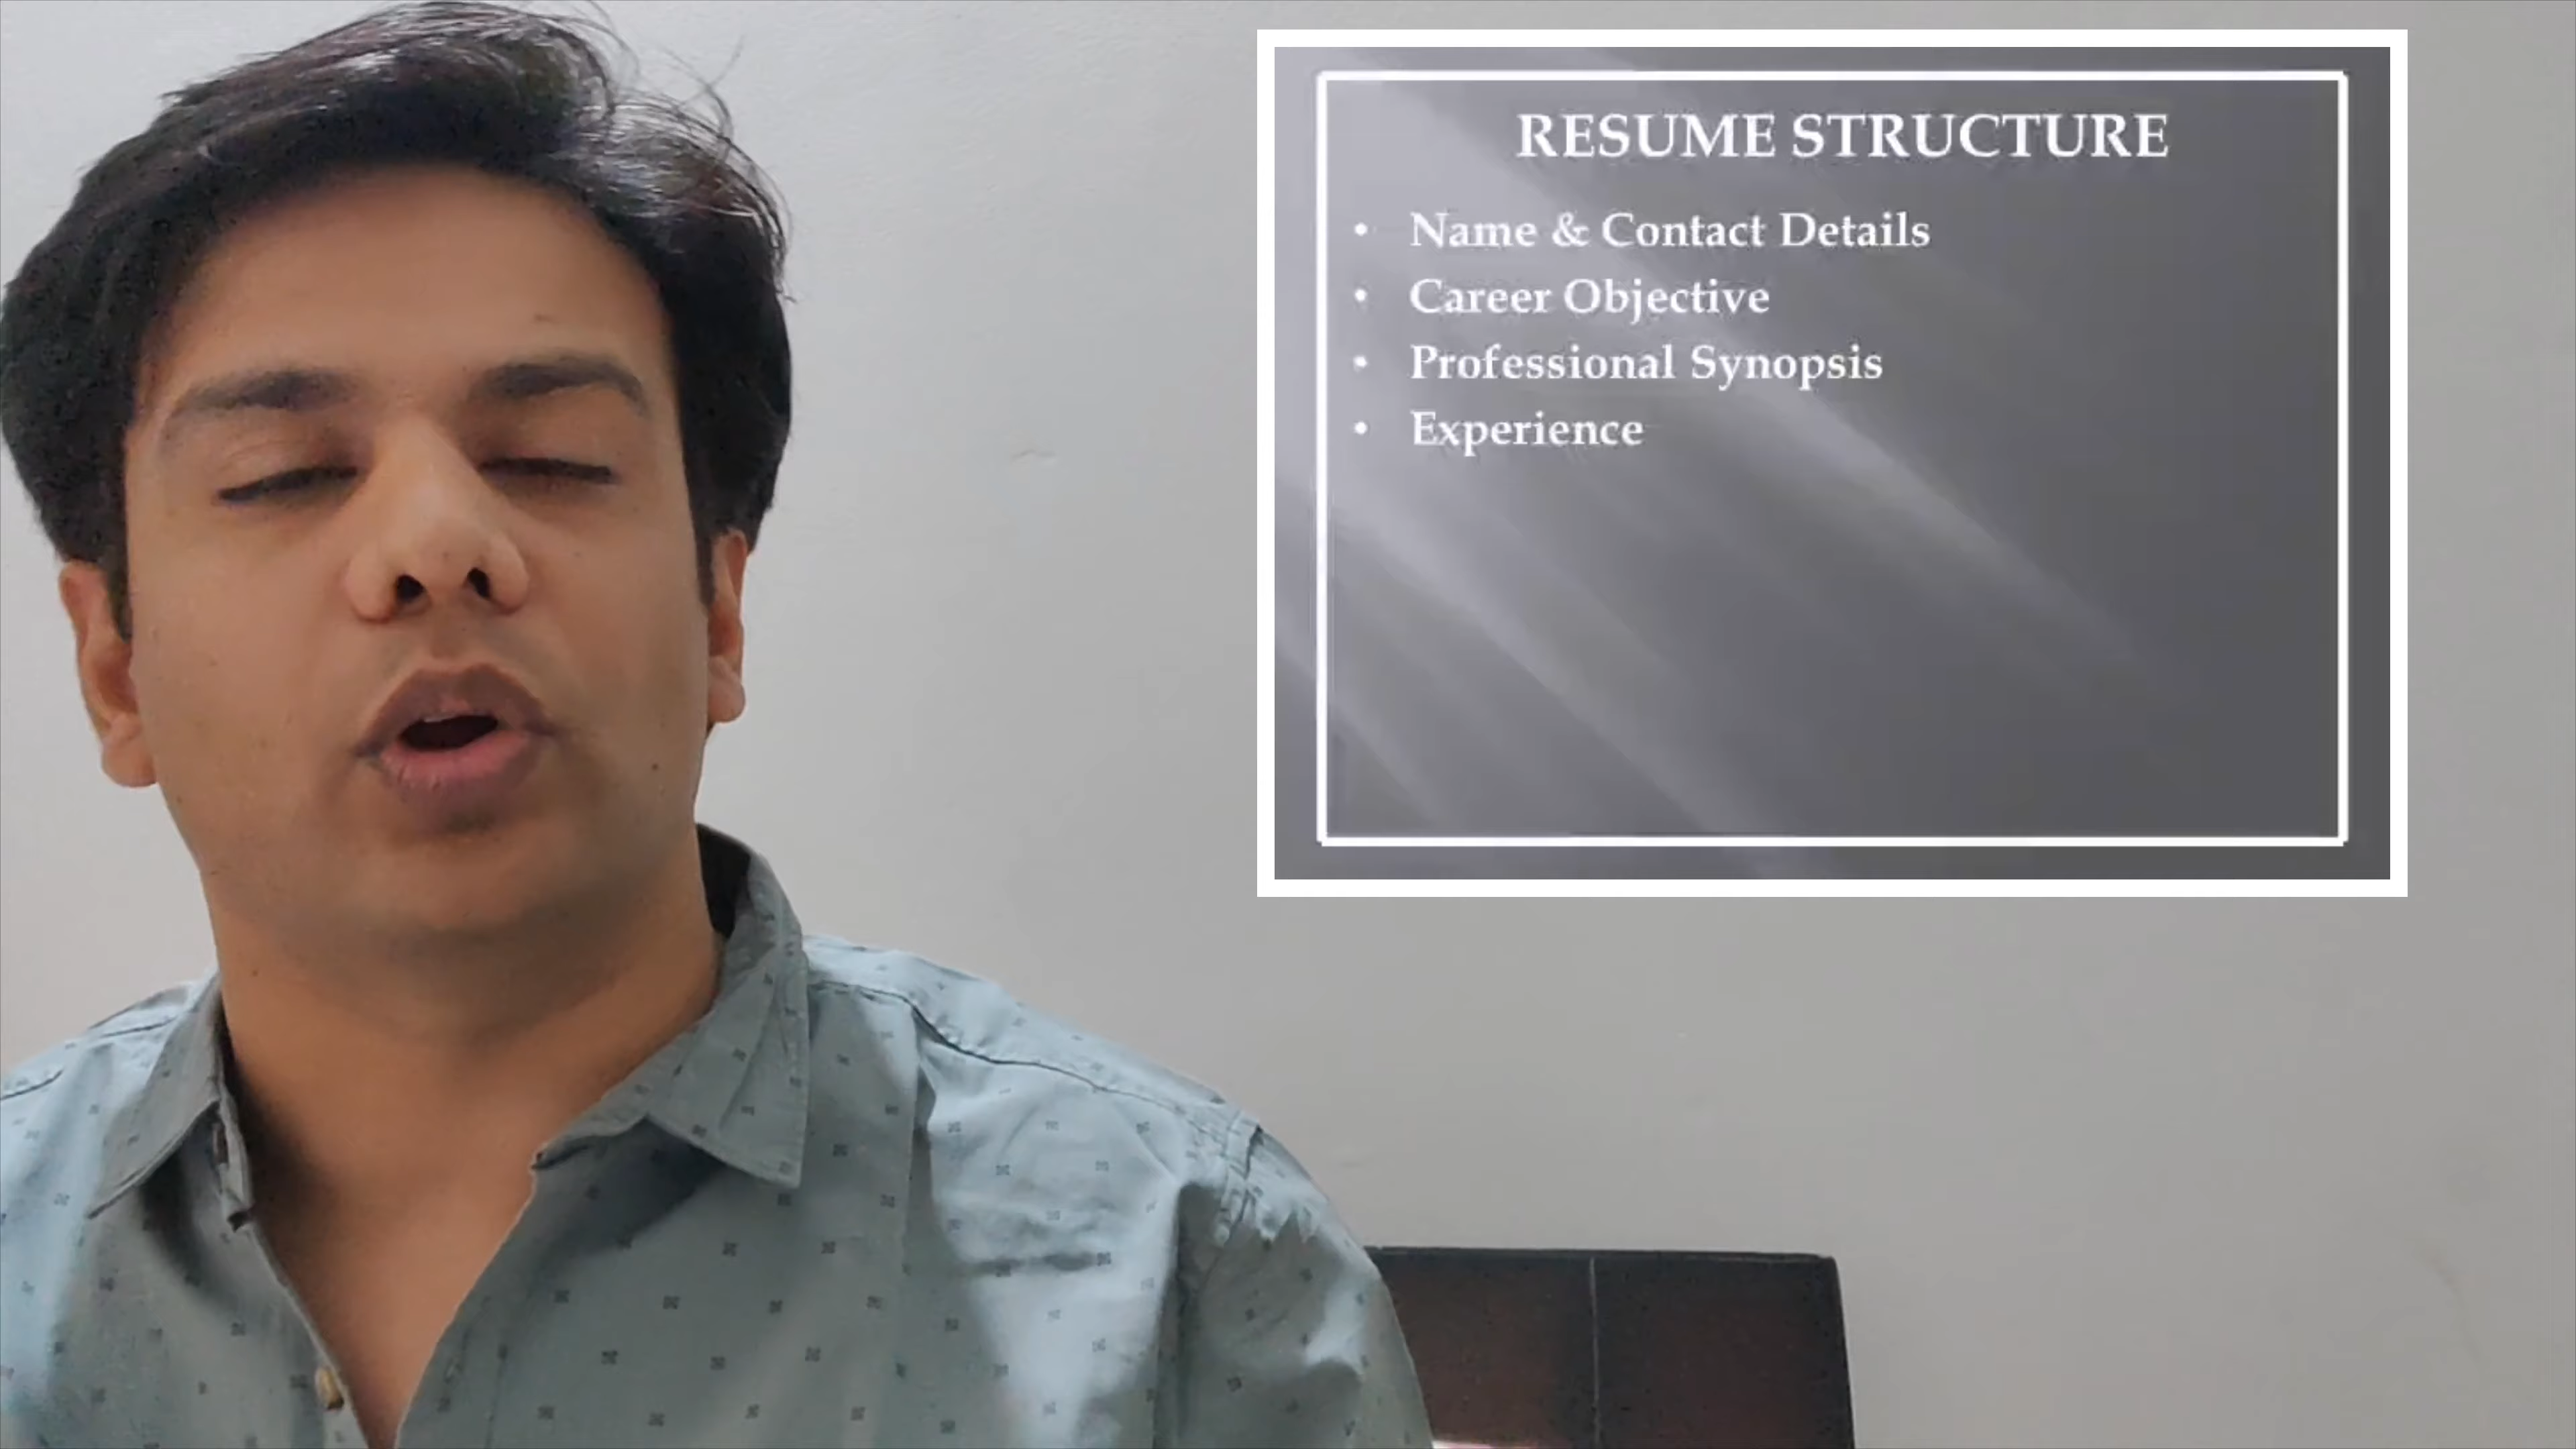 RESUME STRUCTURE
• Name & Contact Details
• Career Objective
• Professional Synopsis
• Experience